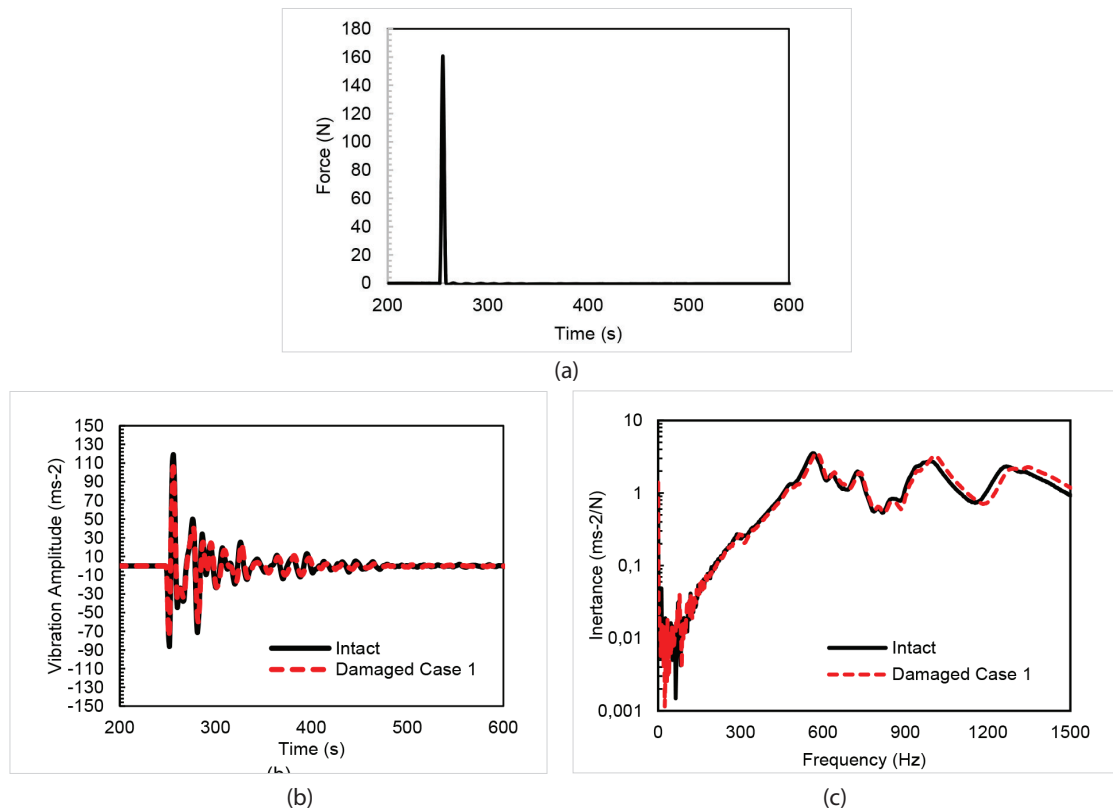 180
160
140
120
100
80
60
40
20
0
Force (N)
200 300 400 500 600
Time (s)
(a)
150
130
110
90
70
50
30
10
-10
-30
-50
-70
-90
-110
-130
-150
Vibration Amplitude (ms-2)
Intact
Damaged Case 1
200 300 400 500 600
Time (s)
(b)
10
1
0,1
0,01
0,001
Inertance (ms-2/N)
Intact
Damaged Case 1
0 300 600 900 1200 1500
Frequency (Hz)
(c)